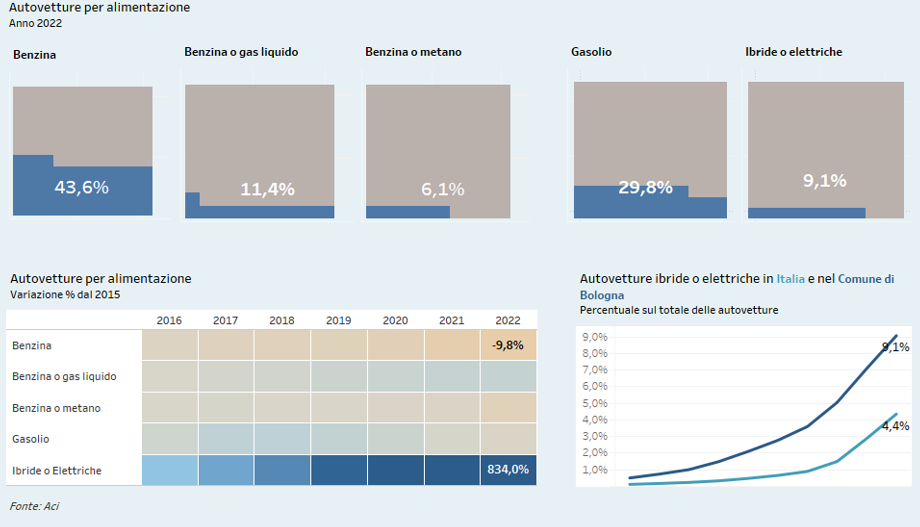 Autovetture per alimentazione
Anno 2022
Benzina
Benzina o gas liquido
Benzina o metano
Gasolio
Ibride o elettriche
43,6%
11,4%
6,1%
29,8%
9,1%
Autovetture per alimentazione
Variazione % dal 2015
2016 2017 2018 2019 2020 2021 2022
Benzina -9,8%
Benzina o gas liquido
Benzina o metano
Gasolio
Ibride o Elettriche 834,0%
Fonte: Aci
Autovetture ibride o elettriche in Italia e nel Comune di
Bologna
Percentuale sul totale delle autovetture
9,0%
8,0%
7,0%
6,0%
5,0%
4,0%
3,0%
2,0%
1,0%
9,1%
4,4%